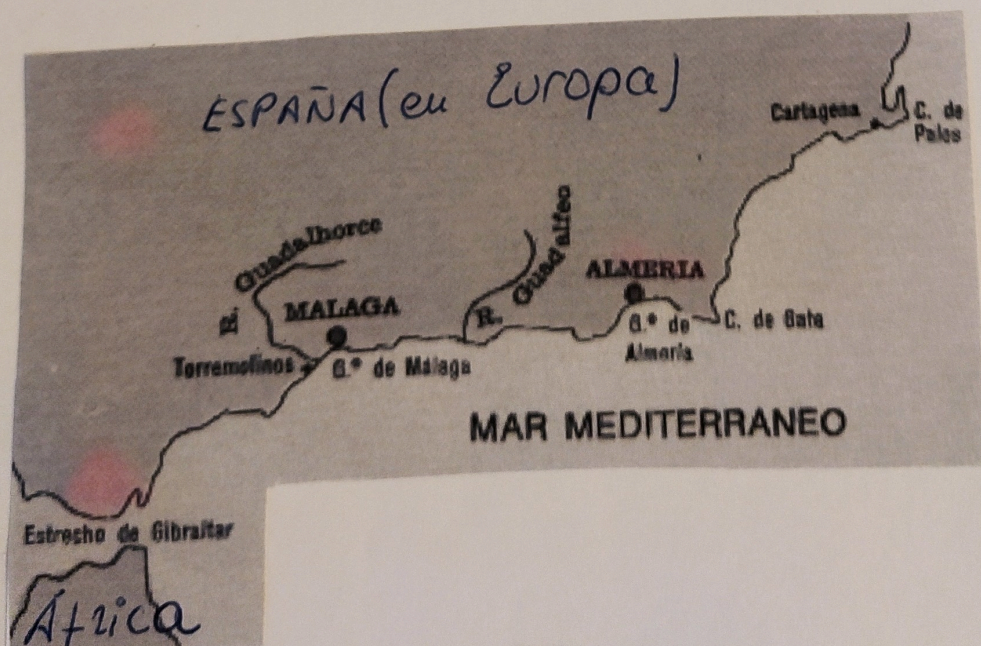 ESPAÑA (en Europa)
Cartagena
C. de
Palos
R. Guadalhorce
R. Guadalfeo
ALMERIA
MALAGA
G.º de
Almeria
C. de Gata
Torremolinos
G.º de Málaga
MAR MEDITERRANEO
Estrecho de Gibraltar
África